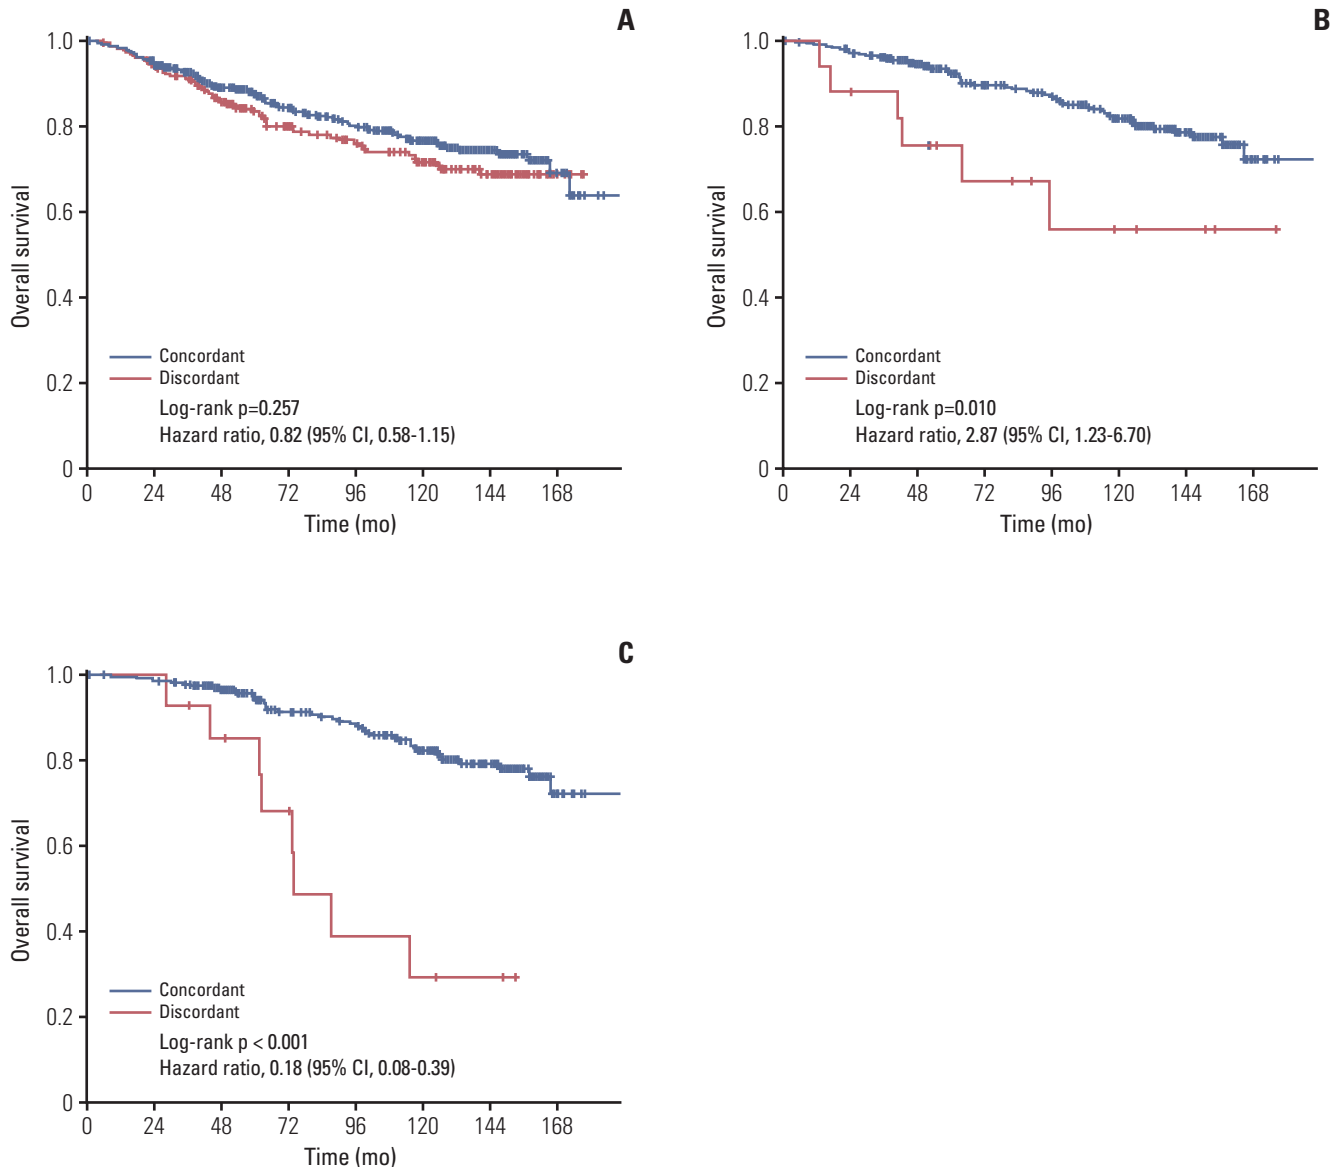 A
1.0
0.8
0.6
0.4
0.2
0
Overall survival
Concordant
Discordant
Log-rank p=0.257
Hazard ratio, 0.82 (95% CI, 0.58-1.15)
0 24 48 72 96 120 144 168
Time (mo)
B
1.0
0.8
0.6
0.4
0.2
0
Overall survival
Concordant
Discordant
Log-rank p=0.010
Hazard ratio, 2.87 (95% CI, 1.23-6.70)
0 24 48 72 96 120 144 168
Time (mo)
C
1.0
0.8
0.6
0.4
0.2
0
Overall survival
Concordant
Discordant
Log-rank p < 0.001
Hazard ratio, 0.18 (95% CI, 0.08-0.39)
0 24 48 72 96 120 144 168
Time (mo)